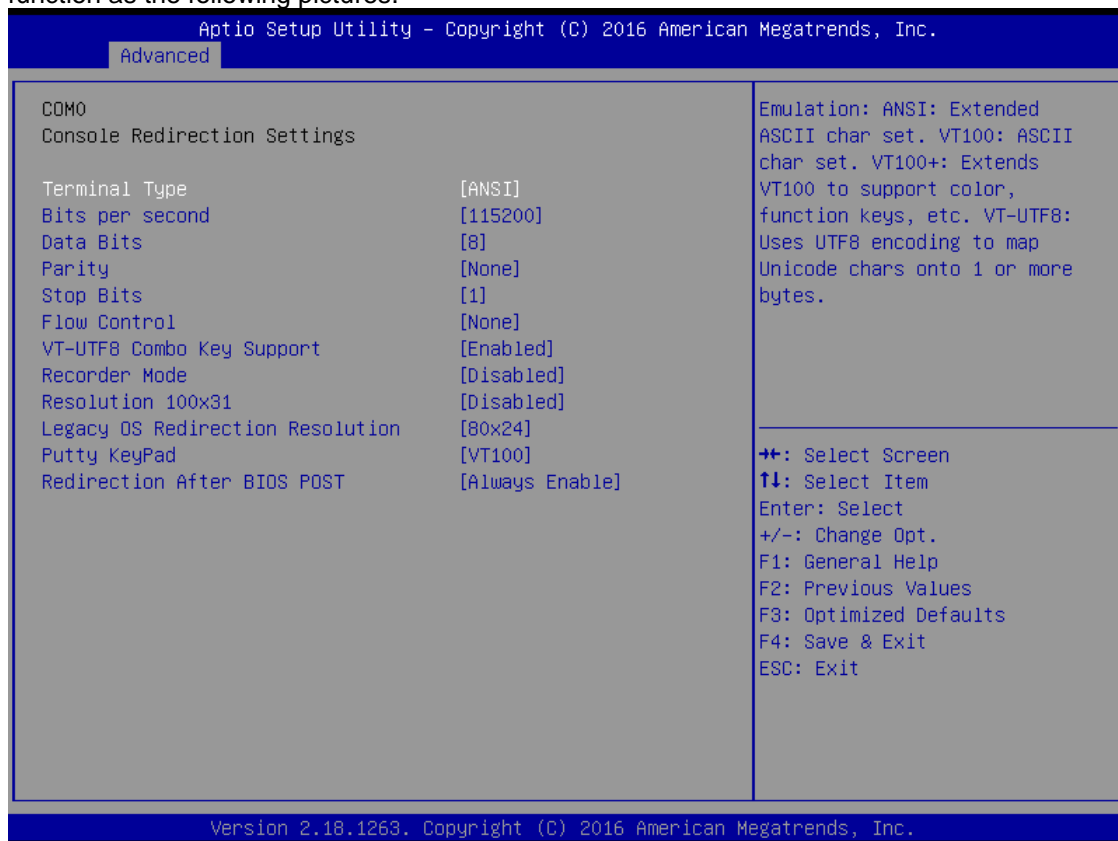 function as the following pictures.
Aptio Setup Utility – Copyright (C) 2016 American Megatrends, Inc.
Advanced
COM0
Console Redirection Settings
Terminal Type [ANSI]
Bits per second [115200]
Data Bits [8]
Parity [None]
Stop Bits [1]
Flow Control [None]
VT-UTF8 Combo Key Support [Enabled]
Recorder Mode [Disabled]
Resolution 100x31 [Disabled]
Legacy OS Redirection Resolution [80x24]
Putty KeyPad [VT100]
Redirection After BIOS POST [Always Enable]
Emulation: ANSI: Extended
ASCII char set. VT100: ASCII
char set. VT100+: Extends
VT100 to support color,
function keys, etc. VT-UTF8:
Uses UTF8 encoding to map
Unicode chars onto 1 or more
bytes.
→←: Select Screen
↑↓: Select Item
Enter: Select
+/-: Change Opt.
F1: General Help
F2: Previous Values
F3: Optimized Defaults
F4: Save & Exit
ESC: Exit
Version 2.18.1263. Copyright (C) 2016 American Megatrends, Inc.